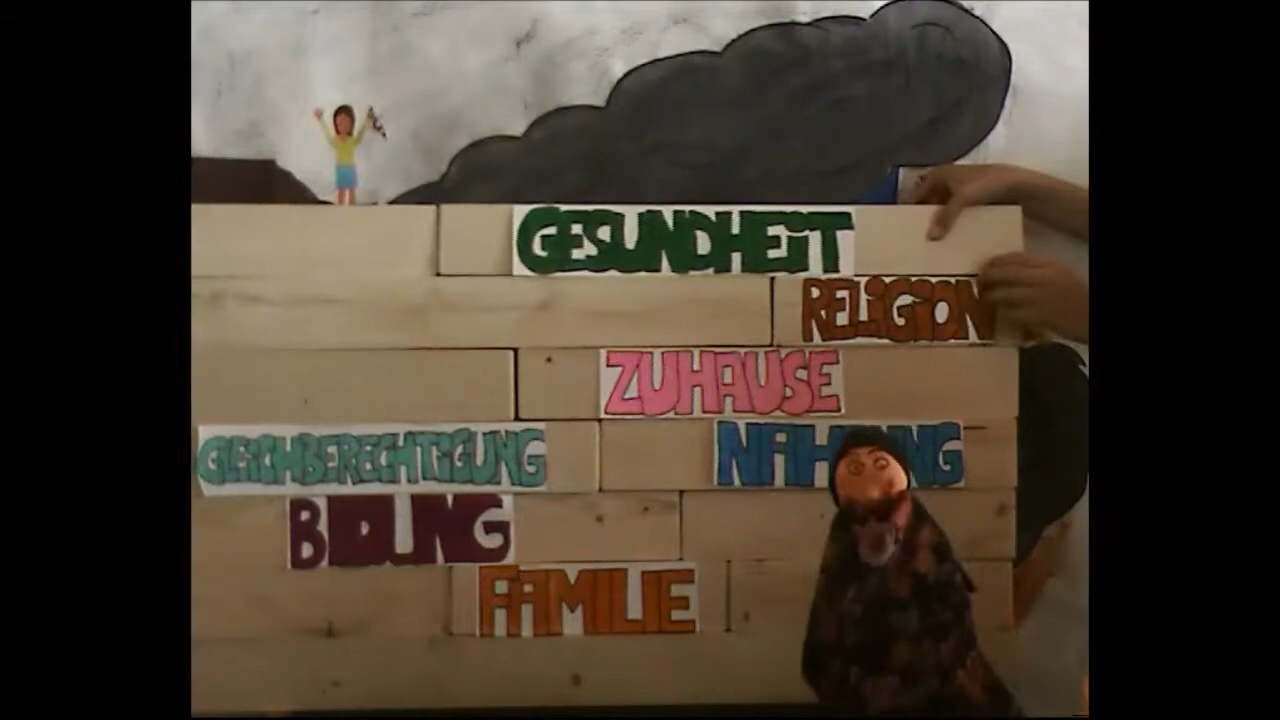 GESUNDHEIT
RELIGION
ZUHAUSE
GLEICHBERECHTIGUNG
BILDUNG
FAMILIE